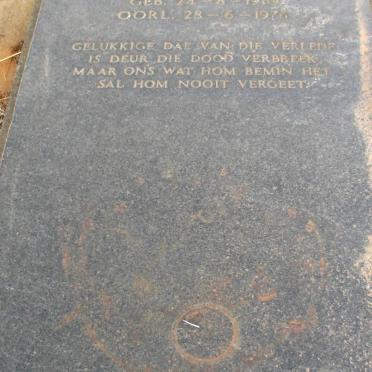 GEB. 24 - 8 -
OORL. 28 - 6 - 1978
GELUKKIGE DAE VAN DIE VERLEDE
IS DEUR DIE DOOD VERBREEK,
MAAR ONS WAT HOM BEMIN HET
SAL HOM NOOIT VERGEET.